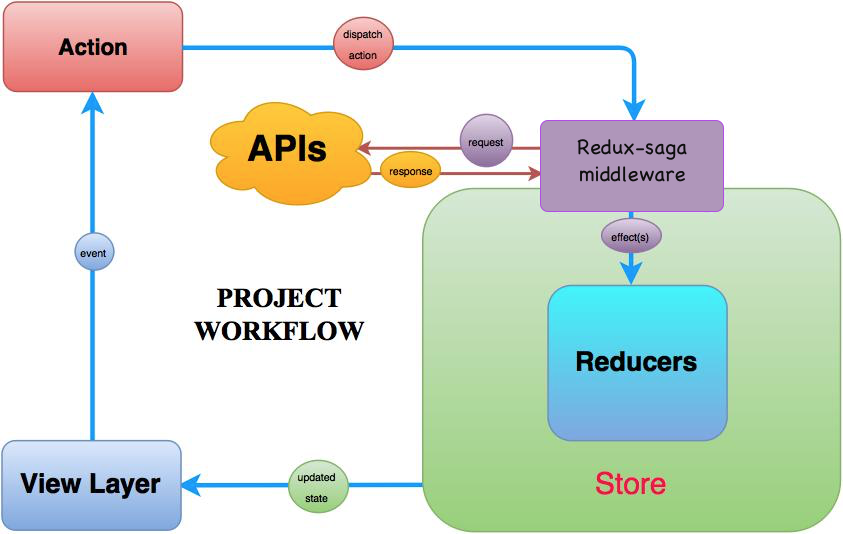 Action
dispatch
action
APIs
request
response
Redux-saga
middleware
effect(s)
event
PROJECT
WORKFLOW
Reducers
View Layer
updated
state
Store